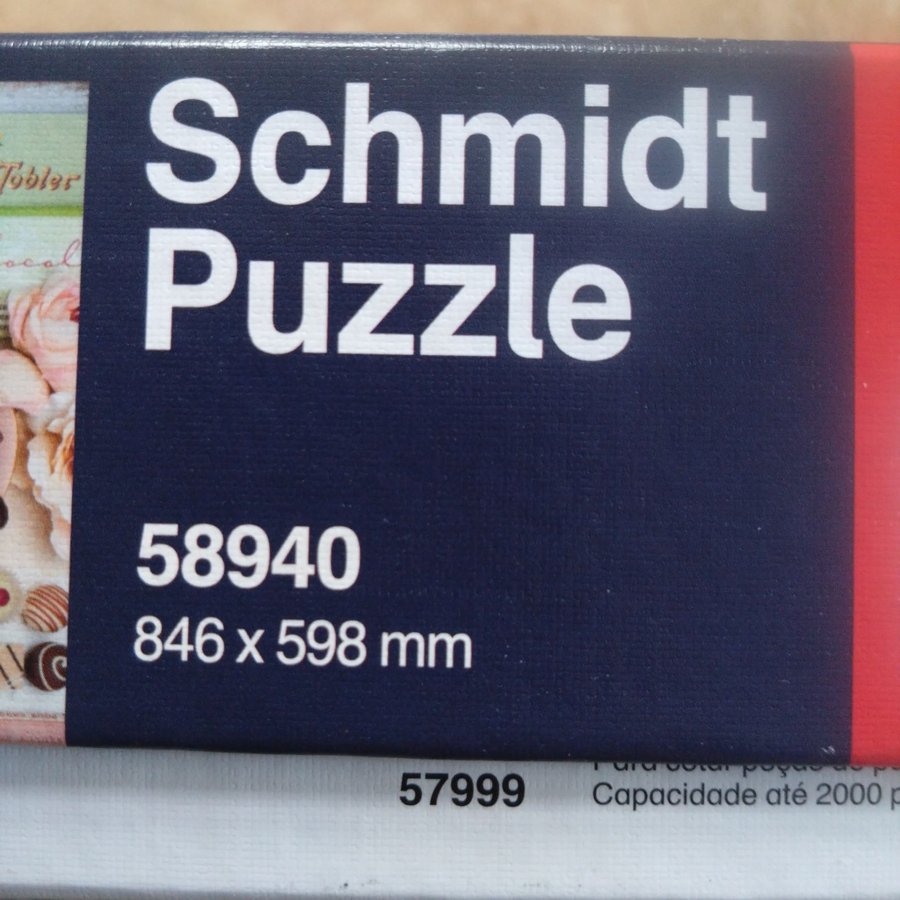 Schmidt
Puzzle
Tobler
58940
846 x 598 mm
57999
Capacidade até 2000